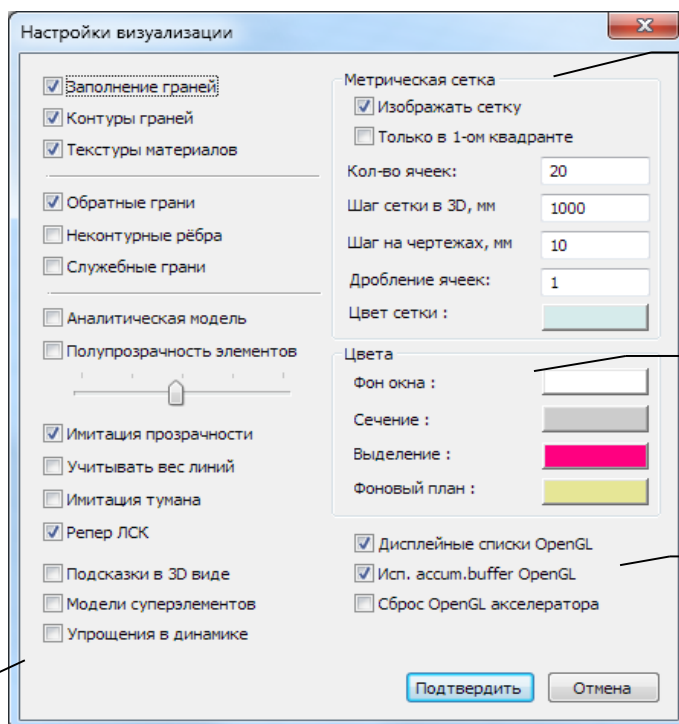 Настройки визуализации
Заполнение граней
Контуры граней
Текстуры материалов
Обратные грани
Неконтурные рёбра
Служебные грани
Аналитическая модель
Полупрозрачность элементов
Имитация прозрачности
Учитывать вес линий
Имитация тумана
Репер ЛСК
Подсказки в 3D виде
Модели суперэлементов
Упрощения в динамике
Метрическая сетка
Изображать сетку
Только в 1-ом квадранте
Кол-во ячеек: 20
Шаг сетки в 3D, мм 1000
Шаг на чертежах, мм 10
Дробление ячеек: 1
Цвет сетки :
Цвета
Фон окна :
Сечение :
Выделение :
Фоновый план :
Дисплейные списки OpenGL
Исп. accum.buffer OpenGL
Сброс OpenGL акселератора
Подтвердить Отмена